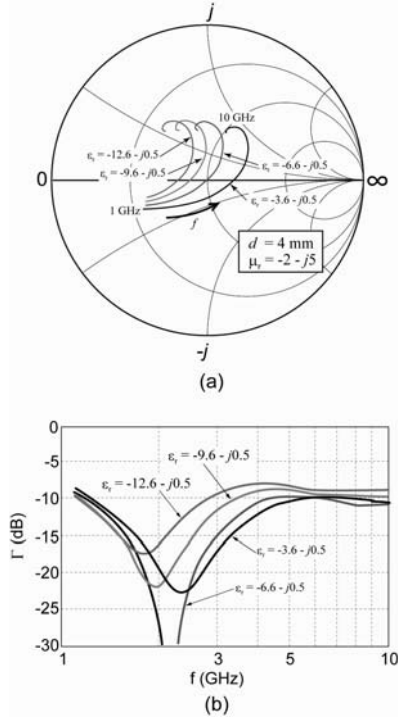 j
10 GHz
εᵣ = -12.6 - j0.5
εᵣ = -9.6 - j0.5
εᵣ = -6.6 - j0.5
εᵣ = -3.6 - j0.5
0
∞
1 GHz
f
d = 4 mm
μᵣ = -2 - j5
-j
(a)
0
-5
-10
-15
-20
-25
-30
Γ (dB)
εᵣ = -9.6 - j0.5
εᵣ = -12.6 - j0.5
εᵣ = -3.6 - j0.5
εᵣ = -6.6 - j0.5
1 3 5 10
f (GHz)
(b)